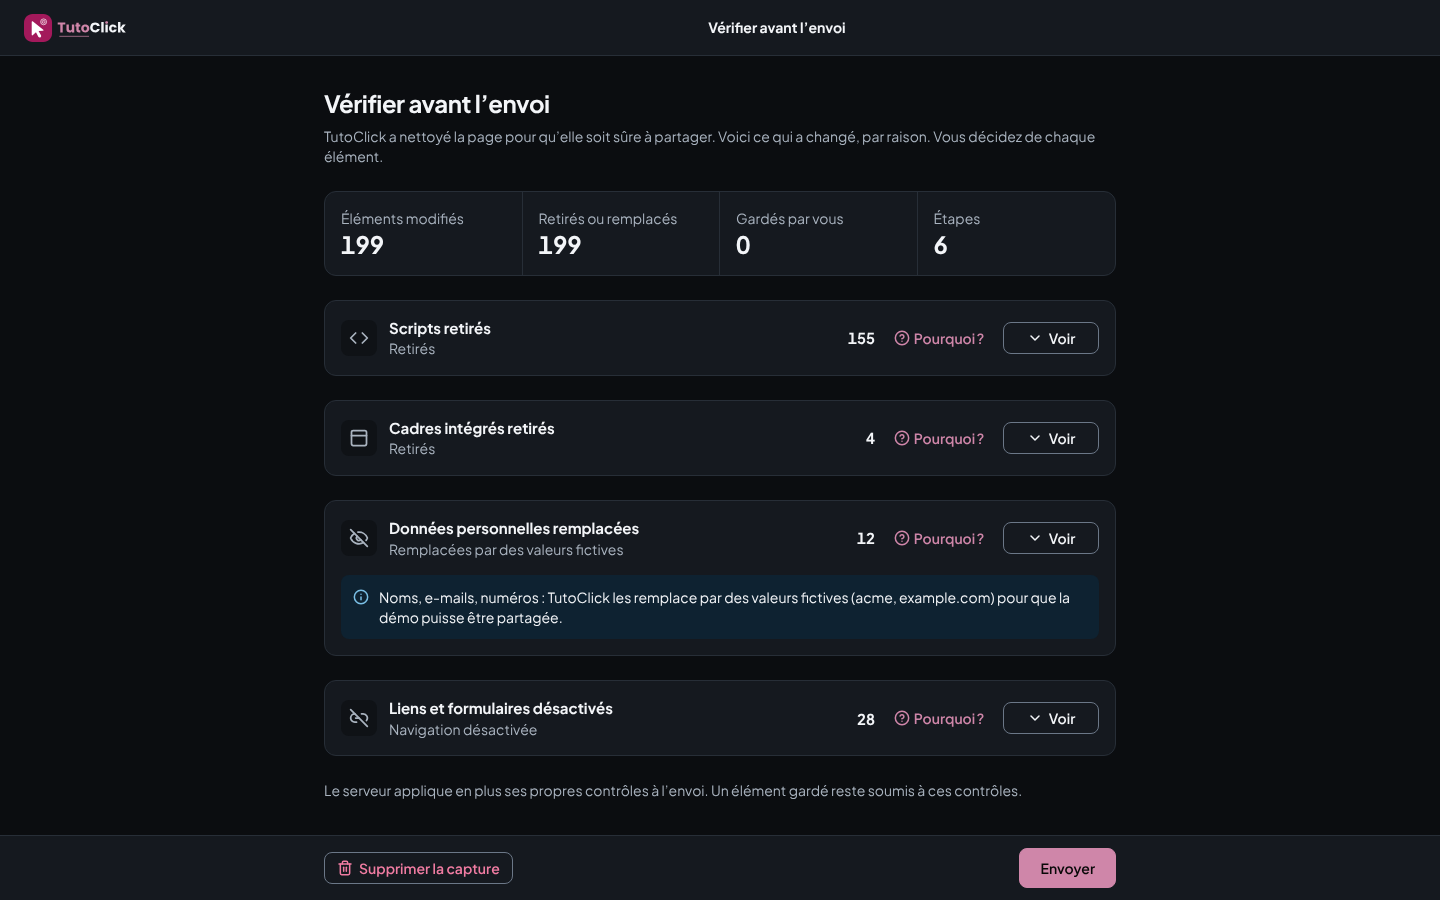 TutoClick
Vérifier avant l’envoi
Vérifier avant l’envoi
TutoClick a nettoyé la page pour qu’elle soit sûre à partager. Voici ce qui a changé, par raison. Vous décidez de chaque
élément.
Éléments modifiés
199
Retirés ou remplacés
199
Gardés par vous
0
Étapes
6
Scripts retirés
Retirés
155
Pourquoi ?
Voir
Cadres intégrés retirés
Retirés
4
Pourquoi ?
Voir
Données personnelles remplacées
Remplacées par des valeurs fictives
12
Pourquoi ?
Voir
Noms, e-mails, numéros : TutoClick les remplace par des valeurs fictives (acme, example.com) pour que la
démo puisse être partagée.
Liens et formulaires désactivés
Navigation désactivée
28
Pourquoi ?
Voir
Le serveur applique en plus ses propres contrôles à l’envoi. Un élément gardé reste soumis à ces contrôles.
Supprimer la capture
Envoyer